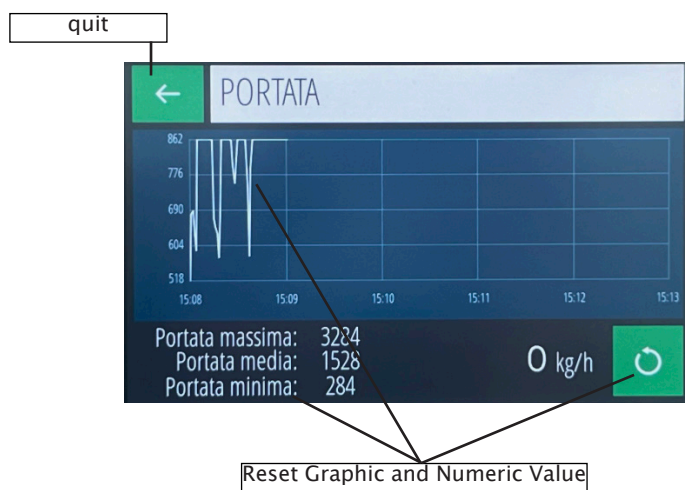 quit
PORTATA
862
776
690
604
518
15:08 15:09 15:10 15:11 15:12 15:13
Portata massima: 3284
Portata media: 1528
Portata minima: 284
0 kg/h
Reset Graphic and Numeric Value